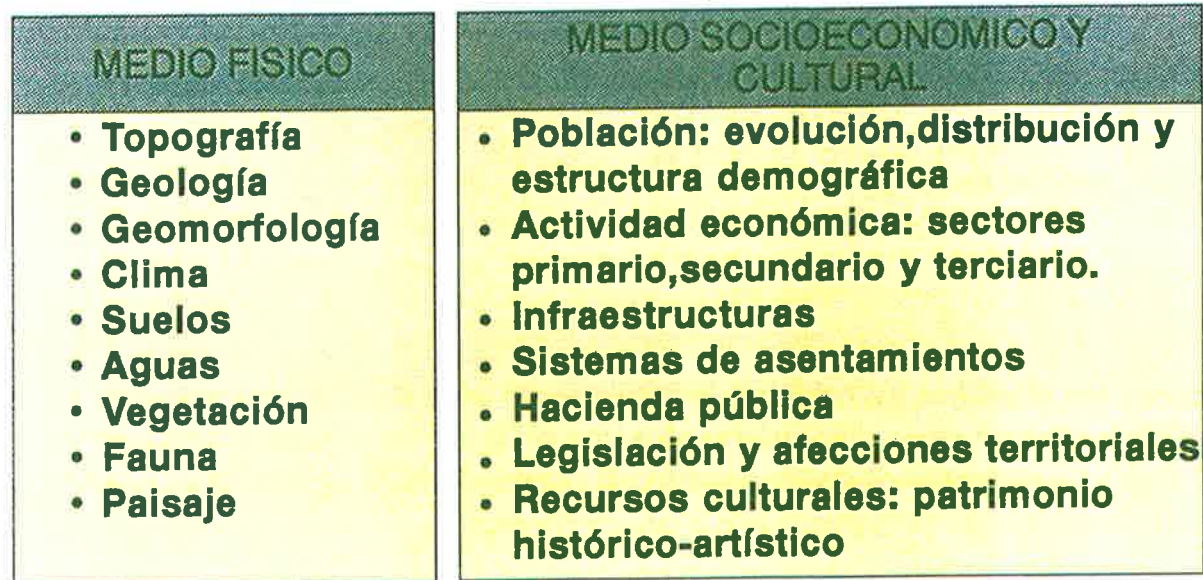 MEDIO FISICO
• Topografía
• Geología
• Geomorfología
• Clima
• Suelos
• Aguas
• Vegetación
• Fauna
• Paisaje
MEDIO SOCIOECONOMICO Y
CULTURAL
• Población: evolución,distribución y
estructura demográfica
• Actividad económica: sectores
primario,secundario y terciario.
• Infraestructuras
• Sistemas de asentamientos
• Hacienda pública
• Legislación y afecciones territoriales
• Recursos culturales: patrimonio
histórico-artístico